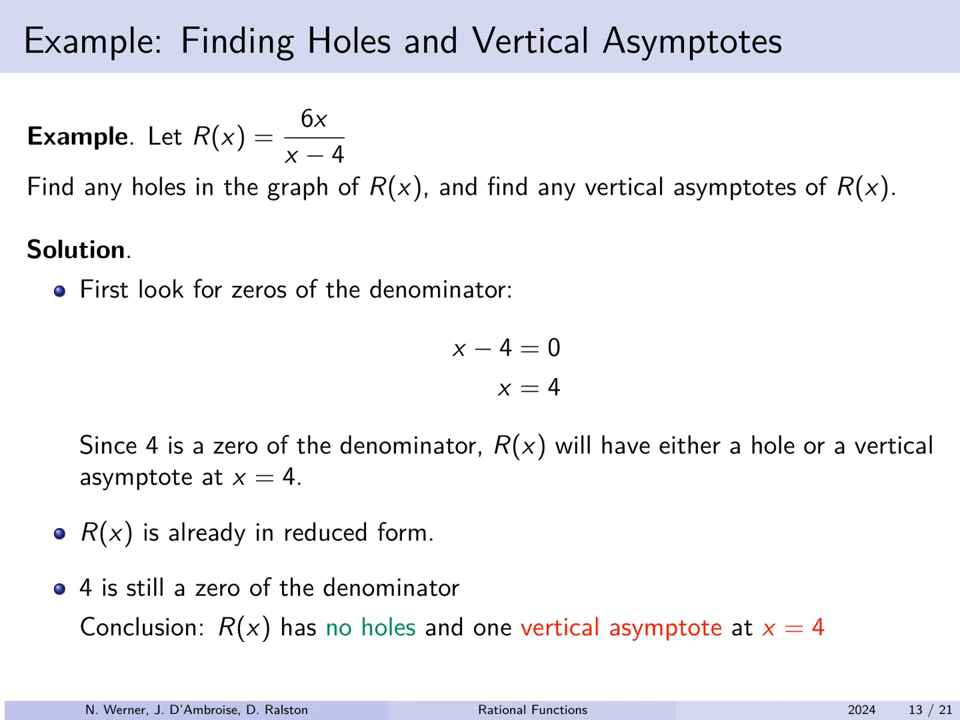 Example: Finding Holes and Vertical Asymptotes
Example. Let R(x) = 6x / (x − 4)
Find any holes in the graph of R(x), and find any vertical asymptotes of R(x).
Solution.
First look for zeros of the denominator:
x − 4 = 0
x = 4
Since 4 is a zero of the denominator, R(x) will have either a hole or a vertical
asymptote at x = 4.
R(x) is already in reduced form.
4 is still a zero of the denominator
Conclusion: R(x) has no holes and one vertical asymptote at x = 4
N. Werner, J. D'Ambroise, D. Ralston Rational Functions 2024 13 / 21